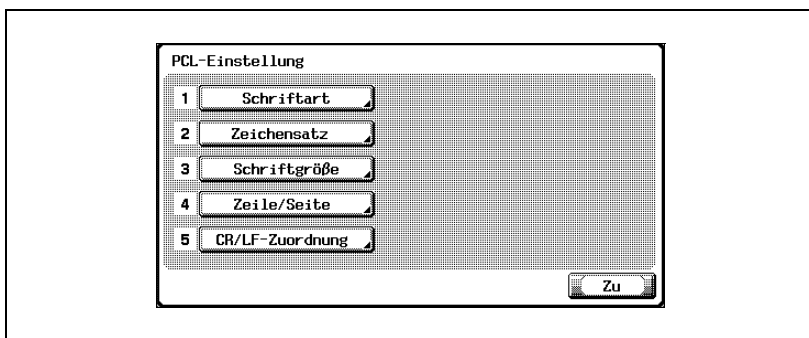 PCL-Einstellung
1 Schriftart
2 Zeichensatz
3 Schriftgröße
4 Zeile/Seite
5 CR/LF-Zuordnung
Zu